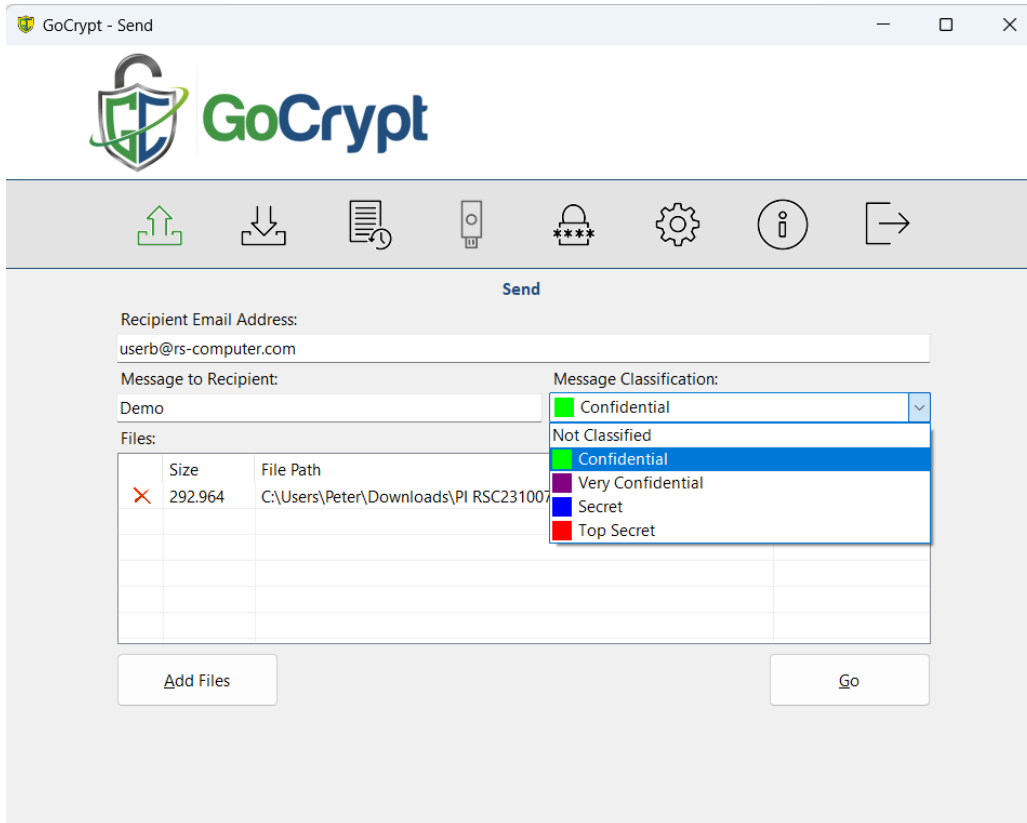 GoCrypt - Send
GoCrypt
****
Send
Recipient Email Address:
userb@rs-computer.com
Message to Recipient:
Message Classification:
Demo
Confidential
Files:
Not Classified
Confidential
Very Confidential
Secret
Top Secret
Size
File Path
292.964
C:\Users\Peter\Downloads\PI RSC231007
Add Files
Go